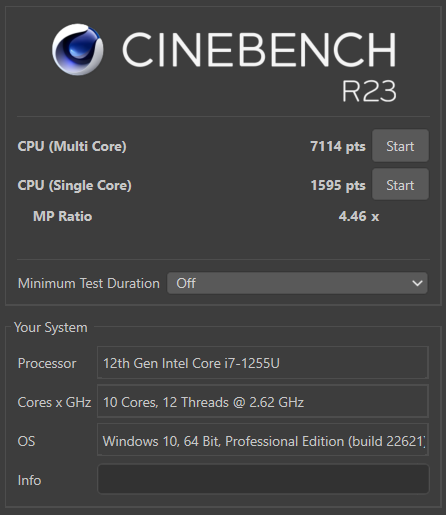 CINEBENCH
R23
CPU (Multi Core) 7114 pts Start
CPU (Single Core) 1595 pts Start
MP Ratio 4.46 x
Minimum Test Duration Off
Your System
Processor 12th Gen Intel Core i7-1255U
Cores x GHz 10 Cores, 12 Threads @ 2.62 GHz
OS Windows 10, 64 Bit, Professional Edition (build 22621)
Info